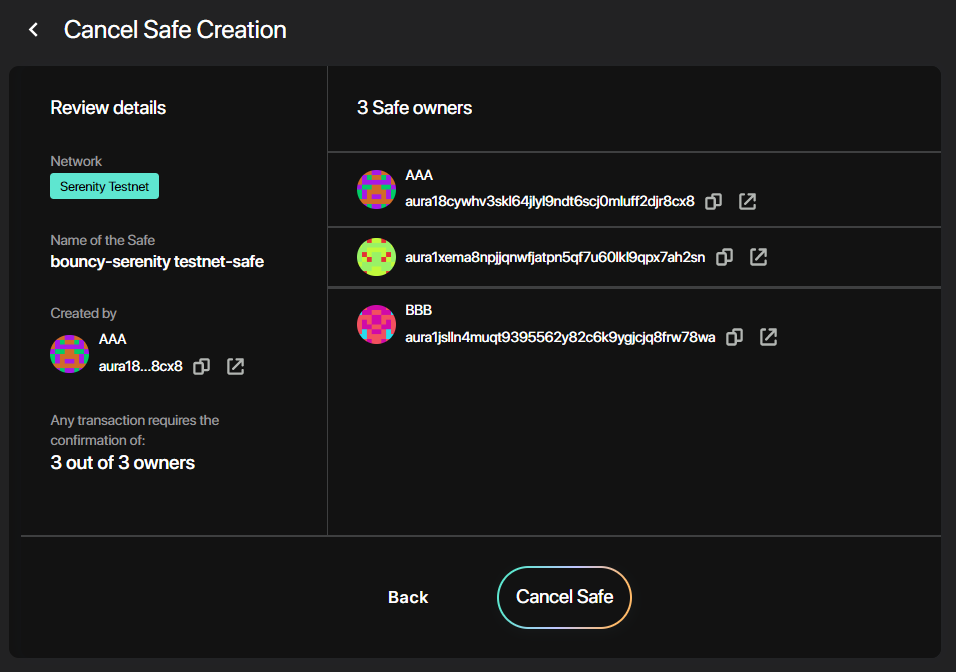 Cancel Safe Creation
Review details
Network
Serenity Testnet
Name of the Safe
bouncy-serenity testnet-safe
Created by
AAA
aura18...8cx8
Any transaction requires the
confirmation of:
3 out of 3 owners
3 Safe owners
AAA
aura18cywhv3skl64jlyl9ndt6scj0mluff2djr8cx8
aura1xema8npjjqnwfjatpn5qf7u60lkl9qpx7ah2sn
BBB
aura1jslln4muqt9395562y82c6k9ygjcjq8frw78wa
Back
Cancel Safe